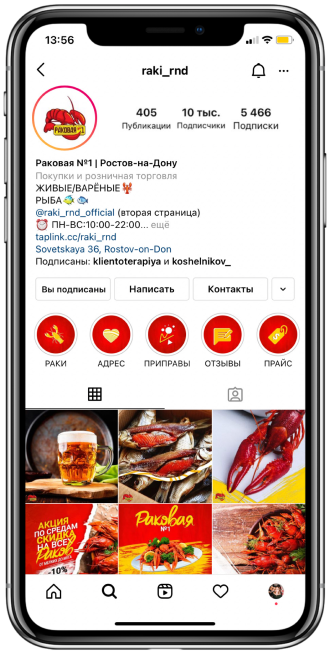 13:56
raki_rnd
РАКОВАЯ №1
405 10 тыс. 5 466
Публикации Подписчики Подписки
Раковая №1 | Ростов-на-Дону
Покупки и розничная торговля
ЖИВЫЕ/ВАРЁНЫЕ🦞
РЫБА🐠🐟
@raki_rnd_official (вторая страница)
⏰ ПН-ВС:10:00-22:00... ещё
taplink.cc/raki_rnd
Sovetskaya 36, Rostov-on-Don
Подписаны: klientoterapiya и koshelnikov_
Вы подписаны Написать Контакты
РАКИ АДРЕС ПРИПРАВЫ ОТЗЫВЫ ПРАЙС
АКЦИЯ
ПО СРЕДАМ
СКИДКА
НА ВСЕХ
Раков
-10%
Раковая
№1